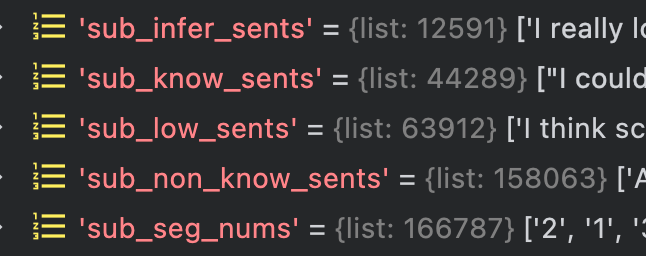 'sub_infer_sents' = {list: 12591} ['I really lo
'sub_know_sents' = {list: 44289} ["I could
'sub_low_sents' = {list: 63912} ['I think sc
'sub_non_know_sents' = {list: 158063} ['A
'sub_seg_nums' = {list: 166787} ['2', '1', '3